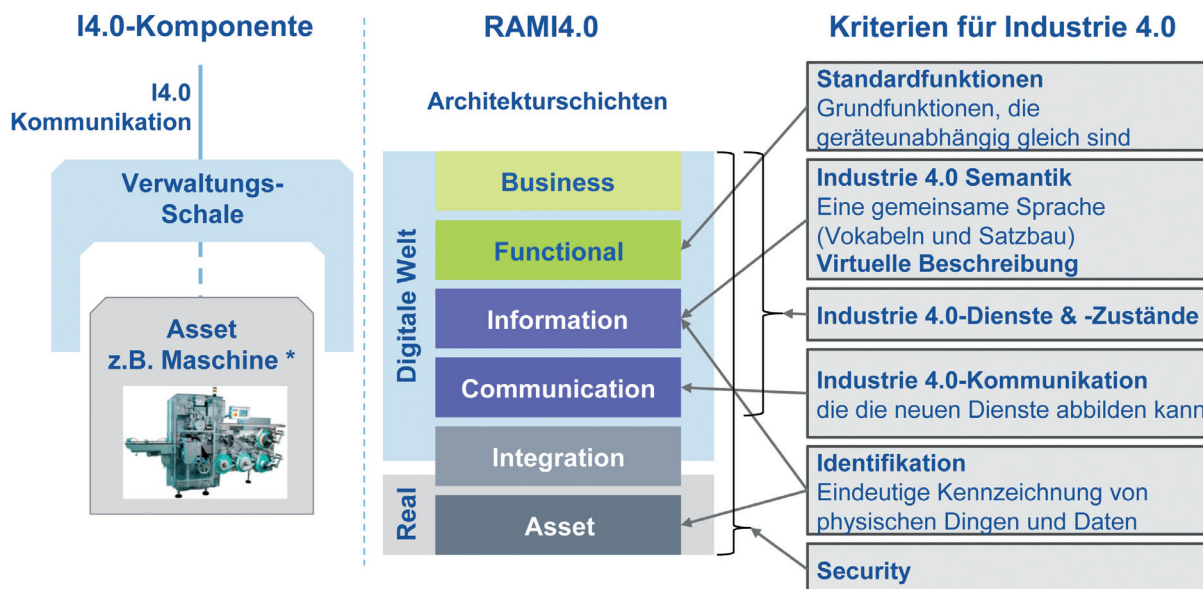 I4.0-Komponente
I4.0
Kommunikation
Verwaltungs-
Schale
Asset
z.B. Maschine *
RAMI4.0
Architekturschichten
Digitale Welt
Real
Business
Functional
Information
Communication
Integration
Asset
Kriterien für Industrie 4.0
Standardfunktionen
Grundfunktionen, die
geräteunabhängig gleich sind
Industrie 4.0 Semantik
Eine gemeinsame Sprache
(Vokabeln und Satzbau)
Virtuelle Beschreibung
Industrie 4.0-Dienste & -Zustände
Industrie 4.0-Kommunikation
die die neuen Dienste abbilden kann
Identifikation
Eindeutige Kennzeichnung von
physischen Dingen und Daten
Security